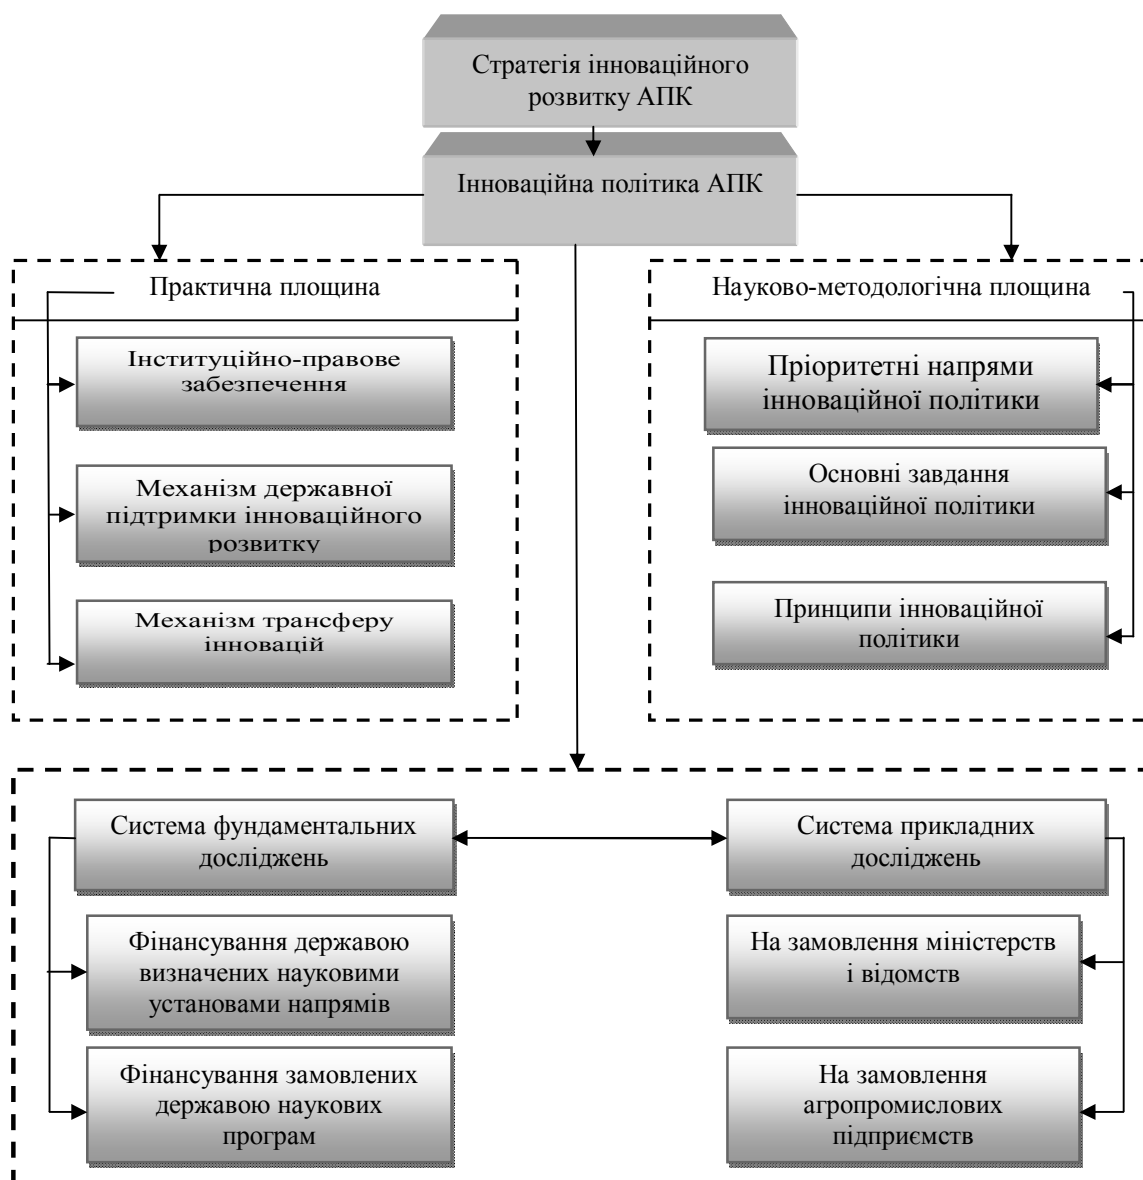 Стратегія інноваційного
розвитку АПК
Інноваційна політика АПК
Практична площина
Інституційно-правове
забезпечення
Механізм державної
підтримки інноваційного
розвитку
Механізм трансферу
інновацій
Науково-методологічна площина
Пріоритетні напрями
інноваційної політики
Основні завдання
інноваційної політики
Принципи інноваційної
політики
Система фундаментальних
досліджень
Фінансування державою
визначених науковими
установами напрямів
Фінансування замовлених
державою наукових
програм
Система прикладних
досліджень
На замовлення міністерств
і відомств
На замовлення
агропромислових
підприємств